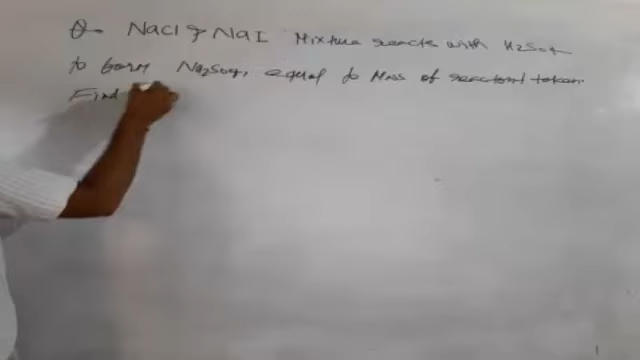 Q. NaCl & NaI Mixture reacts with H2SO4
to form Na2SO4, equal to Mass of reactant taken.
Find